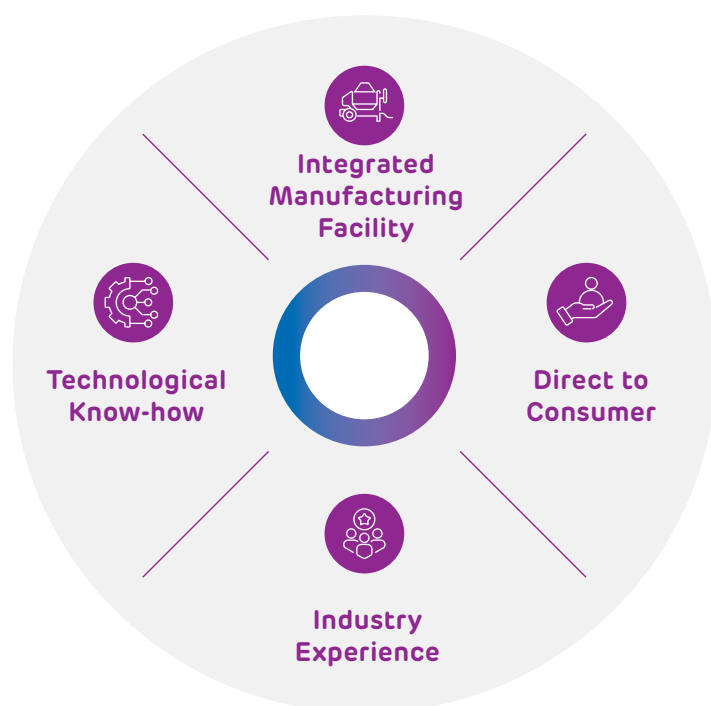 Integrated
Manufacturing
Facility
Technological
Know-how
Direct to
Consumer
Industry
Experience